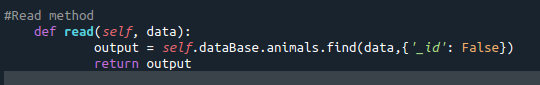 #Read method
def read(self, data):
output = self.dataBase.animals.find(data,{'_id': False})
return output